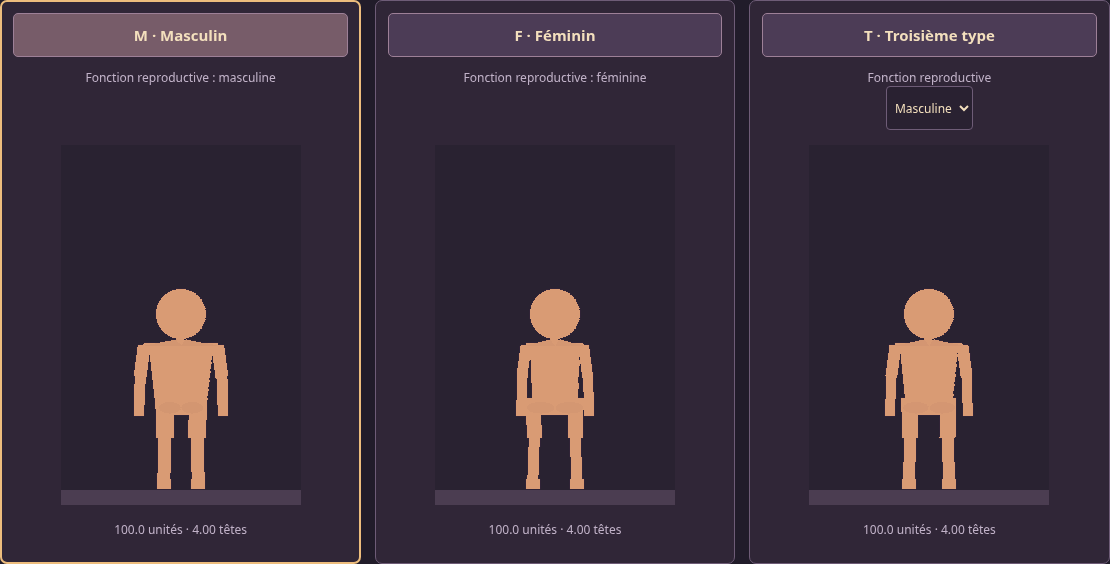 M · Masculin
Fonction reproductive : masculine
100.0 unités · 4.00 têtes
F · Féminin
Fonction reproductive : féminine
100.0 unités · 4.00 têtes
T · Troisième type
Fonction reproductive
Masculine
100.0 unités · 4.00 têtes